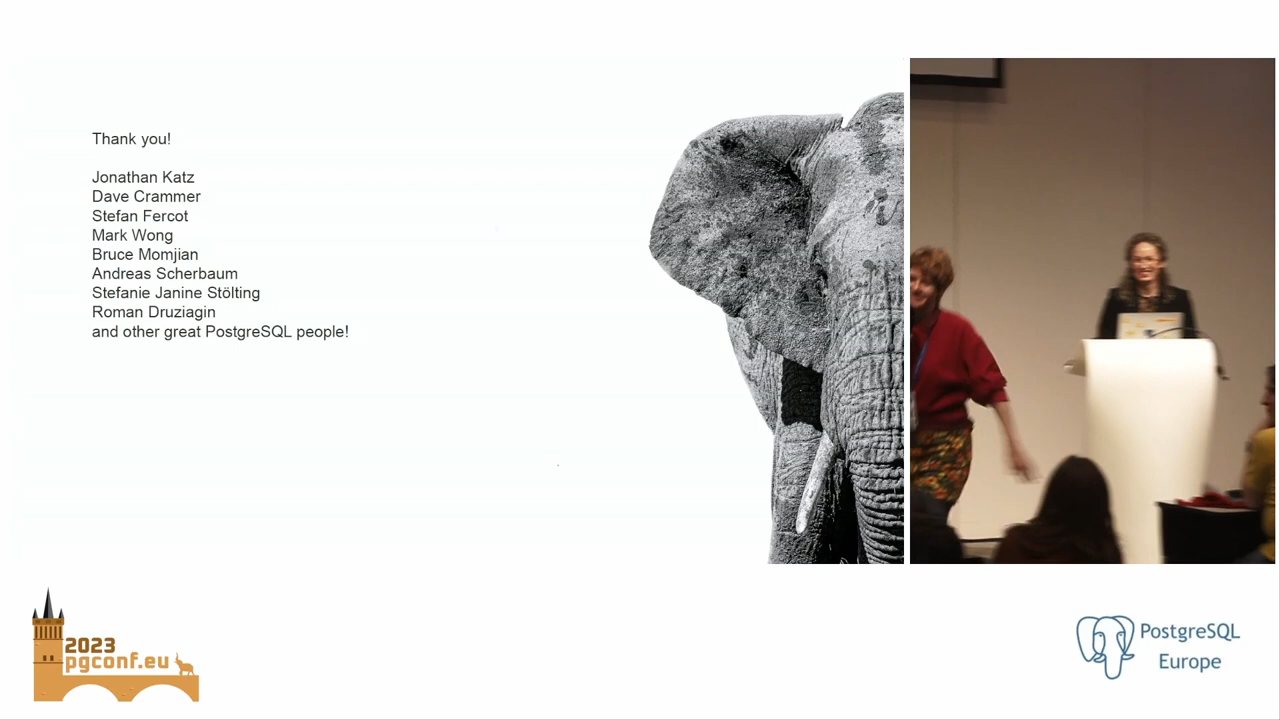 Thank you!
Jonathan Katz
Dave Crammer
Stefan Fercot
Mark Wong
Bruce Momjian
Andreas Scherbaum
Stefanie Janine Stölting
Roman Druziagin
and other great PostgreSQL people!
2023
pgconf.eu
PostgreSQL
Europe